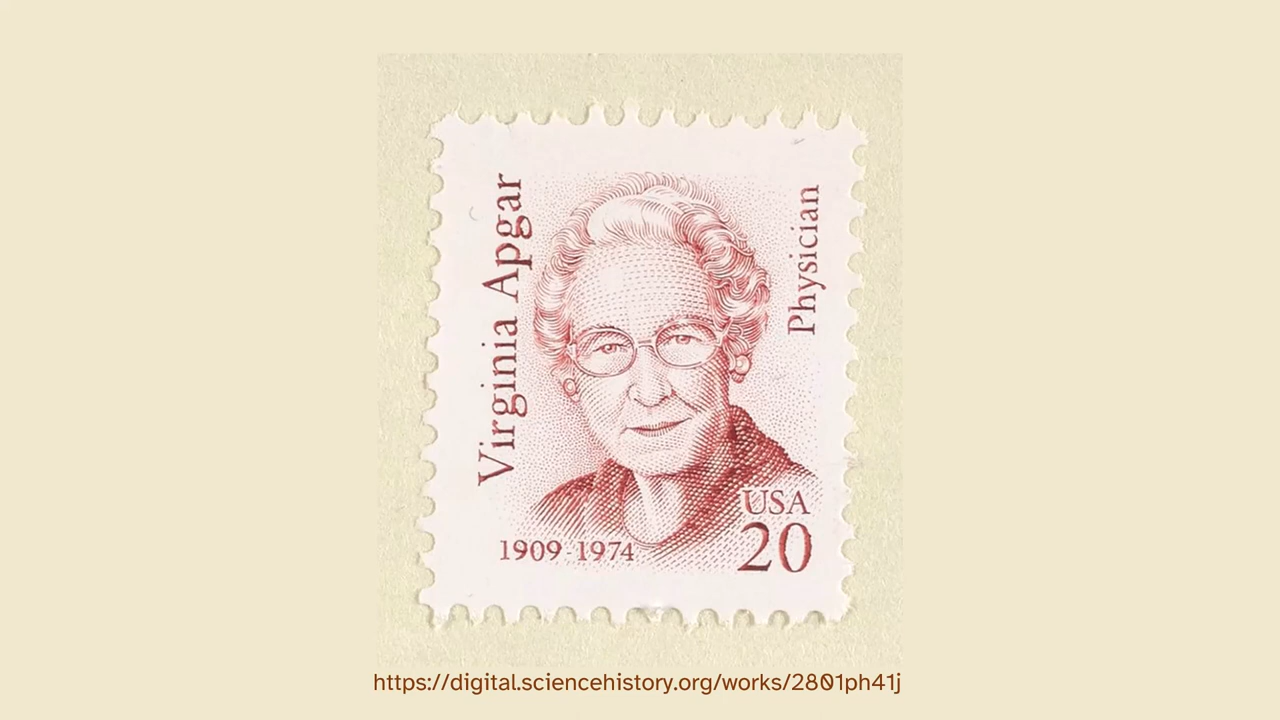 Virginia Apgar
Physician
USA
20
1909-1974
https://digital.sciencehistory.org/works/2801ph41j